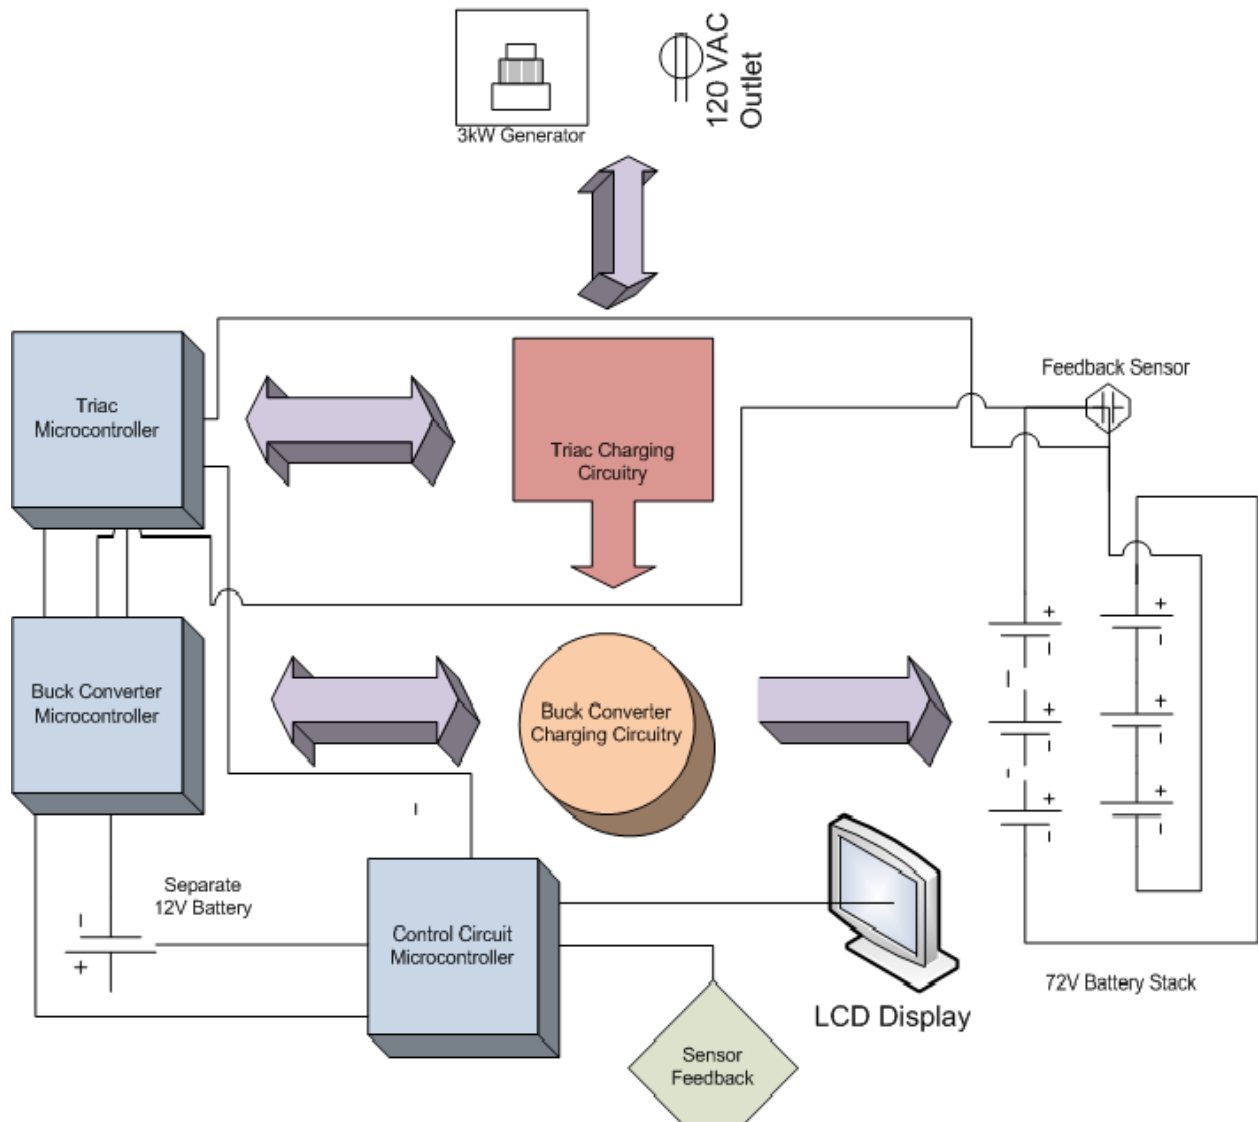 3kW Generator
120 VAC
Outlet
Feedback Sensor
Triac
Microcontroller
Triac Charging
Circuitry
+
+
Buck Converter
Microcontroller
Buck Converter
Charging Circuitry
+
+
+
+
Separate
12V Battery
+
Control Circuit
Microcontroller
72V Battery Stack
LCD Display
Sensor
Feedback